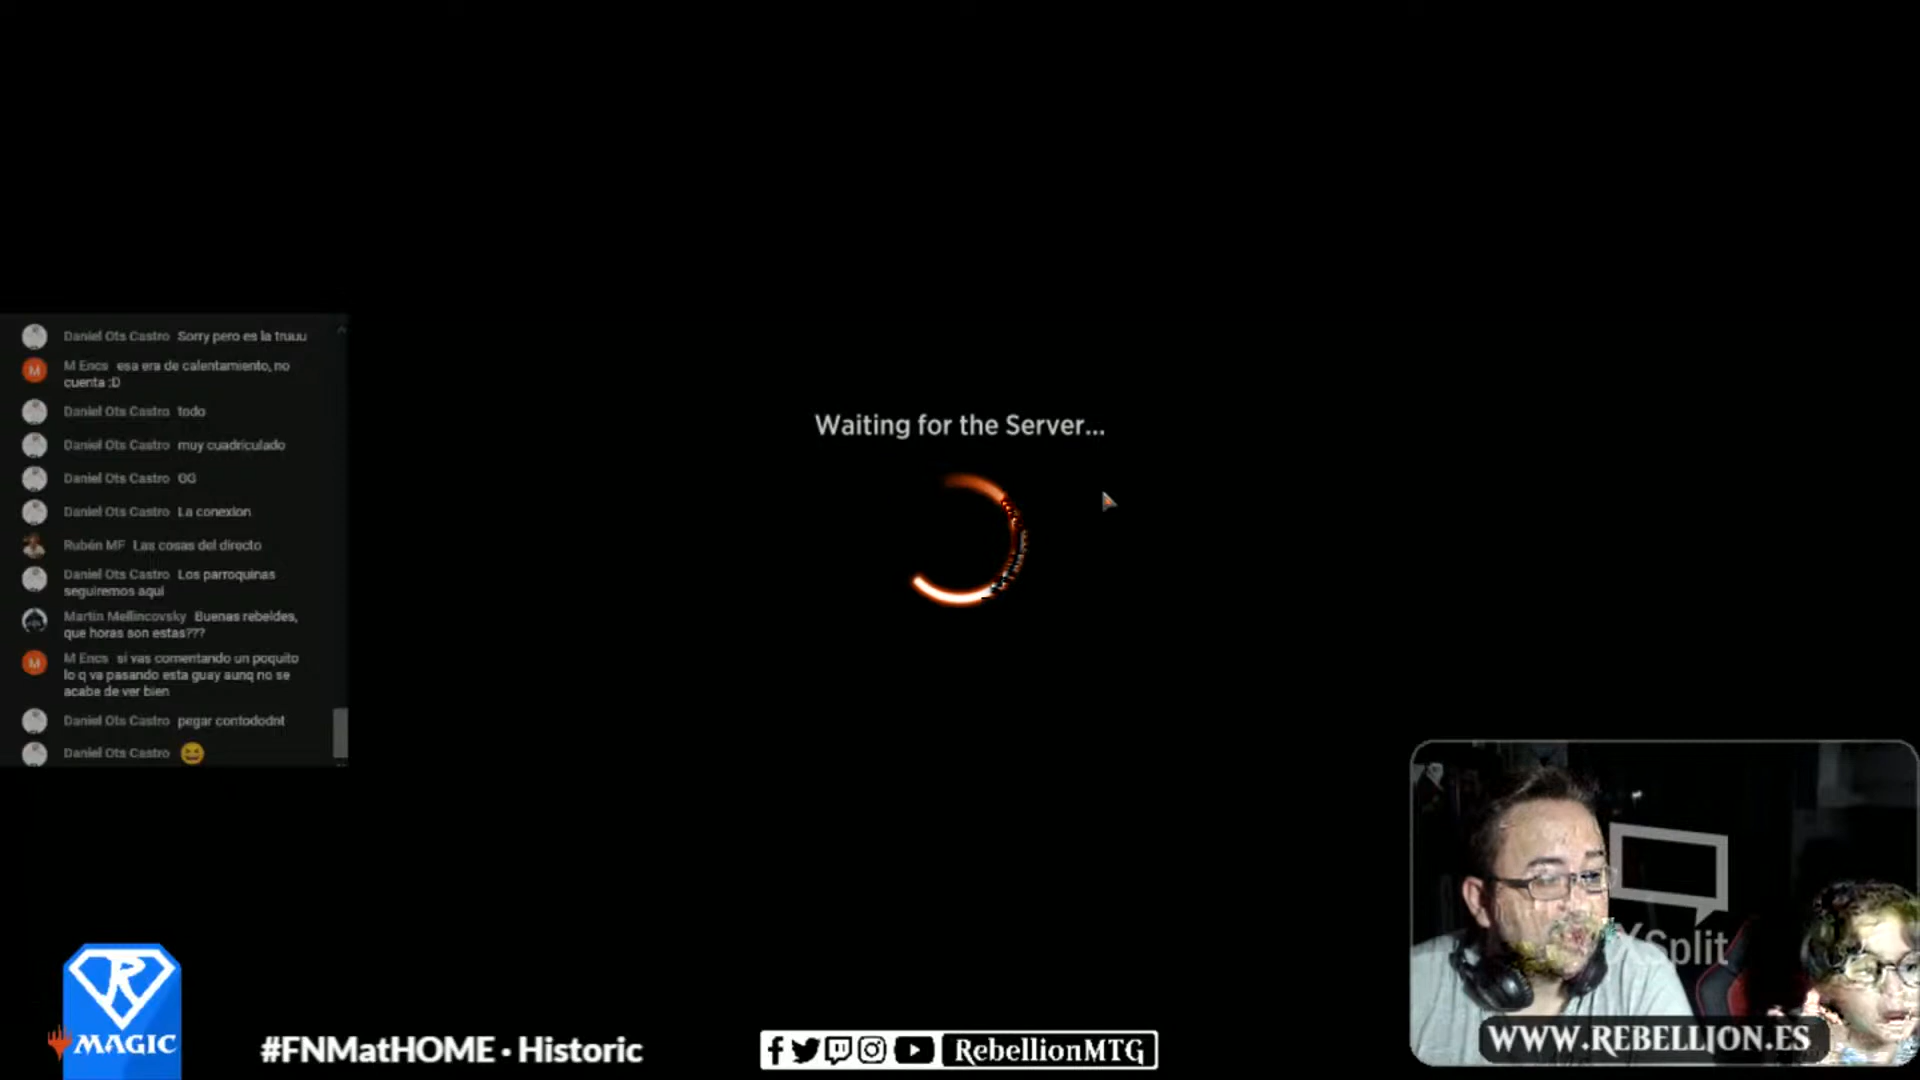 Daniel Ots Castro Sorry pero es la truuu
M Encs esa era de calentamiento, no
cuenta :D
Daniel Ots Castro todo
Daniel Ots Castro muy cuadriculado
Daniel Ots Castro GG
Daniel Ots Castro La conexion
Rubén MF Las cosas del directo
Daniel Ots Castro Los parroquinas
seguiremos aqui
Martin Mellincovsky Buenas rebeldes,
que horas son estas???
M Encs si vas comentando un poquito
lo q va pasando esta guay aunq no se
acabe de ver bien
Daniel Ots Castro pegar contododnt
Daniel Ots Castro 😆
Waiting for the Server...
XSplit
WWW.REBELLION.ES
R
MAGIC
#FNMatHOME • Historic
RebellionMTG